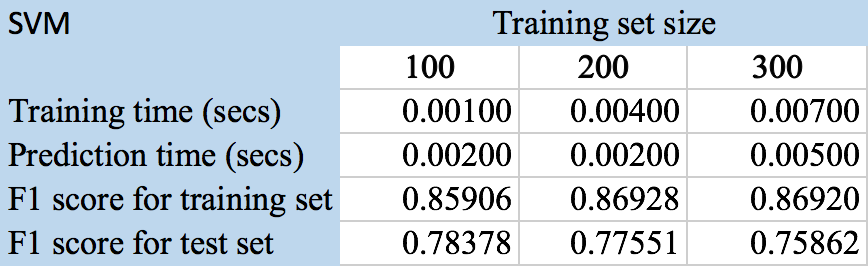 SVM Training set size
100 200 300
Training time (secs) 0.00100 0.00400 0.00700
Prediction time (secs) 0.00200 0.00200 0.00500
F1 score for training set 0.85906 0.86928 0.86920
F1 score for test set 0.78378 0.77551 0.75862